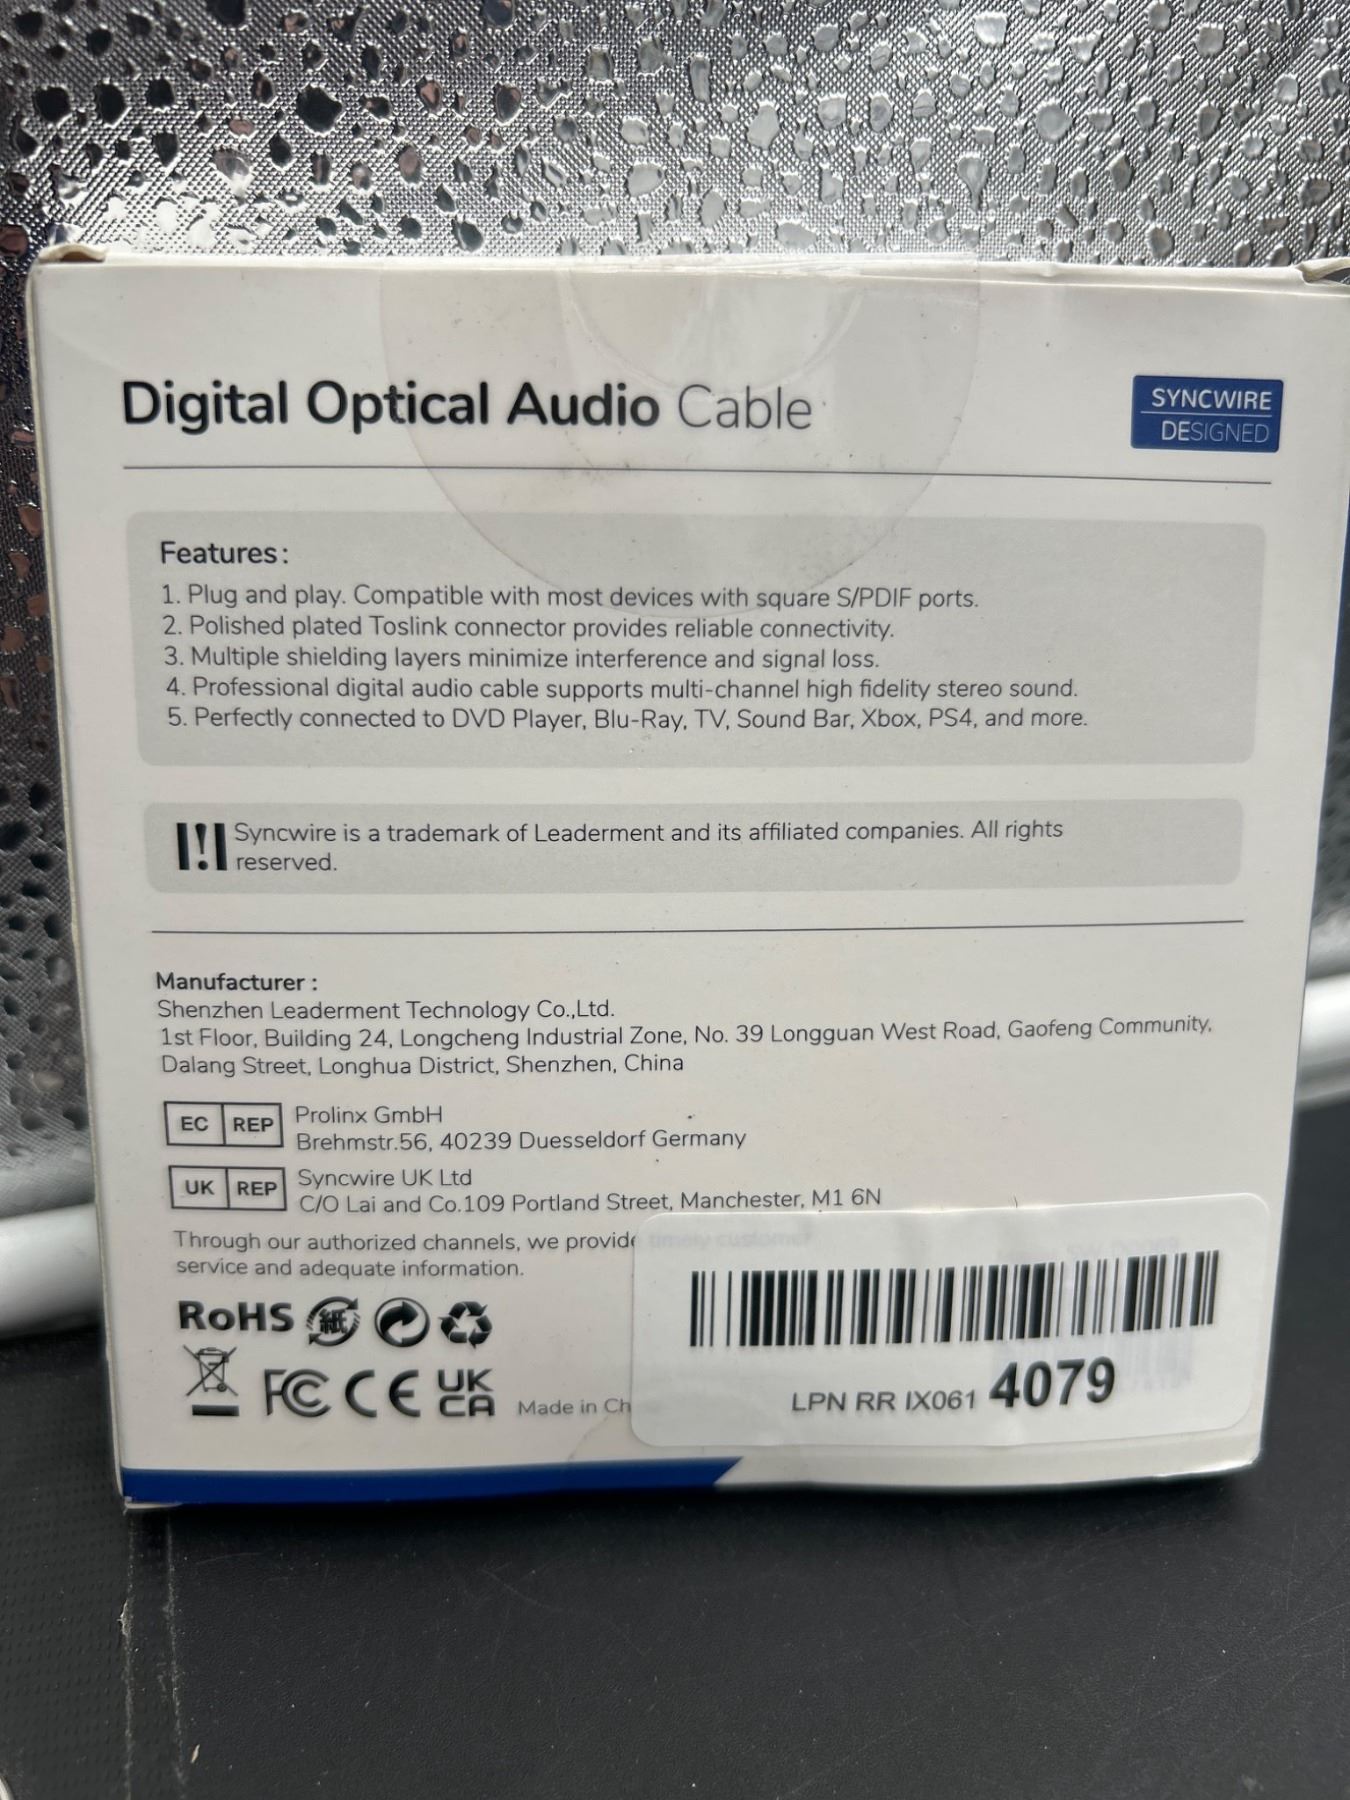 Digital Optical Audio Cable
SYNCWIRE
DESIGNED
Features:
1. Plug and play. Compatible with most devices with square S/PDIF ports.
2. Polished plated Toslink connector provides reliable connectivity.
3. Multiple shielding layers minimize interference and signal loss.
4. Professional digital audio cable supports multi-channel high fidelity stereo sound.
5. Perfectly connected to DVD Player, Blu-Ray, TV, Sound Bar, Xbox, PS4, and more.
Syncwire is a trademark of Leaderment and its affiliated companies. All rights
reserved.
Manufacturer :
Shenzhen Leaderment Technology Co.,Ltd.
1st Floor, Building 24, Longcheng Industrial Zone, No. 39 Longguan West Road, Gaofeng Community,
Dalang Street, Longhua District, Shenzhen, China
EC REP
Prolinx GmbH
Brehmstr.56, 40239 Duesseldorf Germany
UK REP
Syncwire UK Ltd
C/O Lai and Co.109 Portland Street, Manchester, M1 6N
Through our authorized channels, we provide timely customer
service and adequate information.
RoHS 紙
FC CE UK
CA
Made in Ch
LPN RR IX061 4079